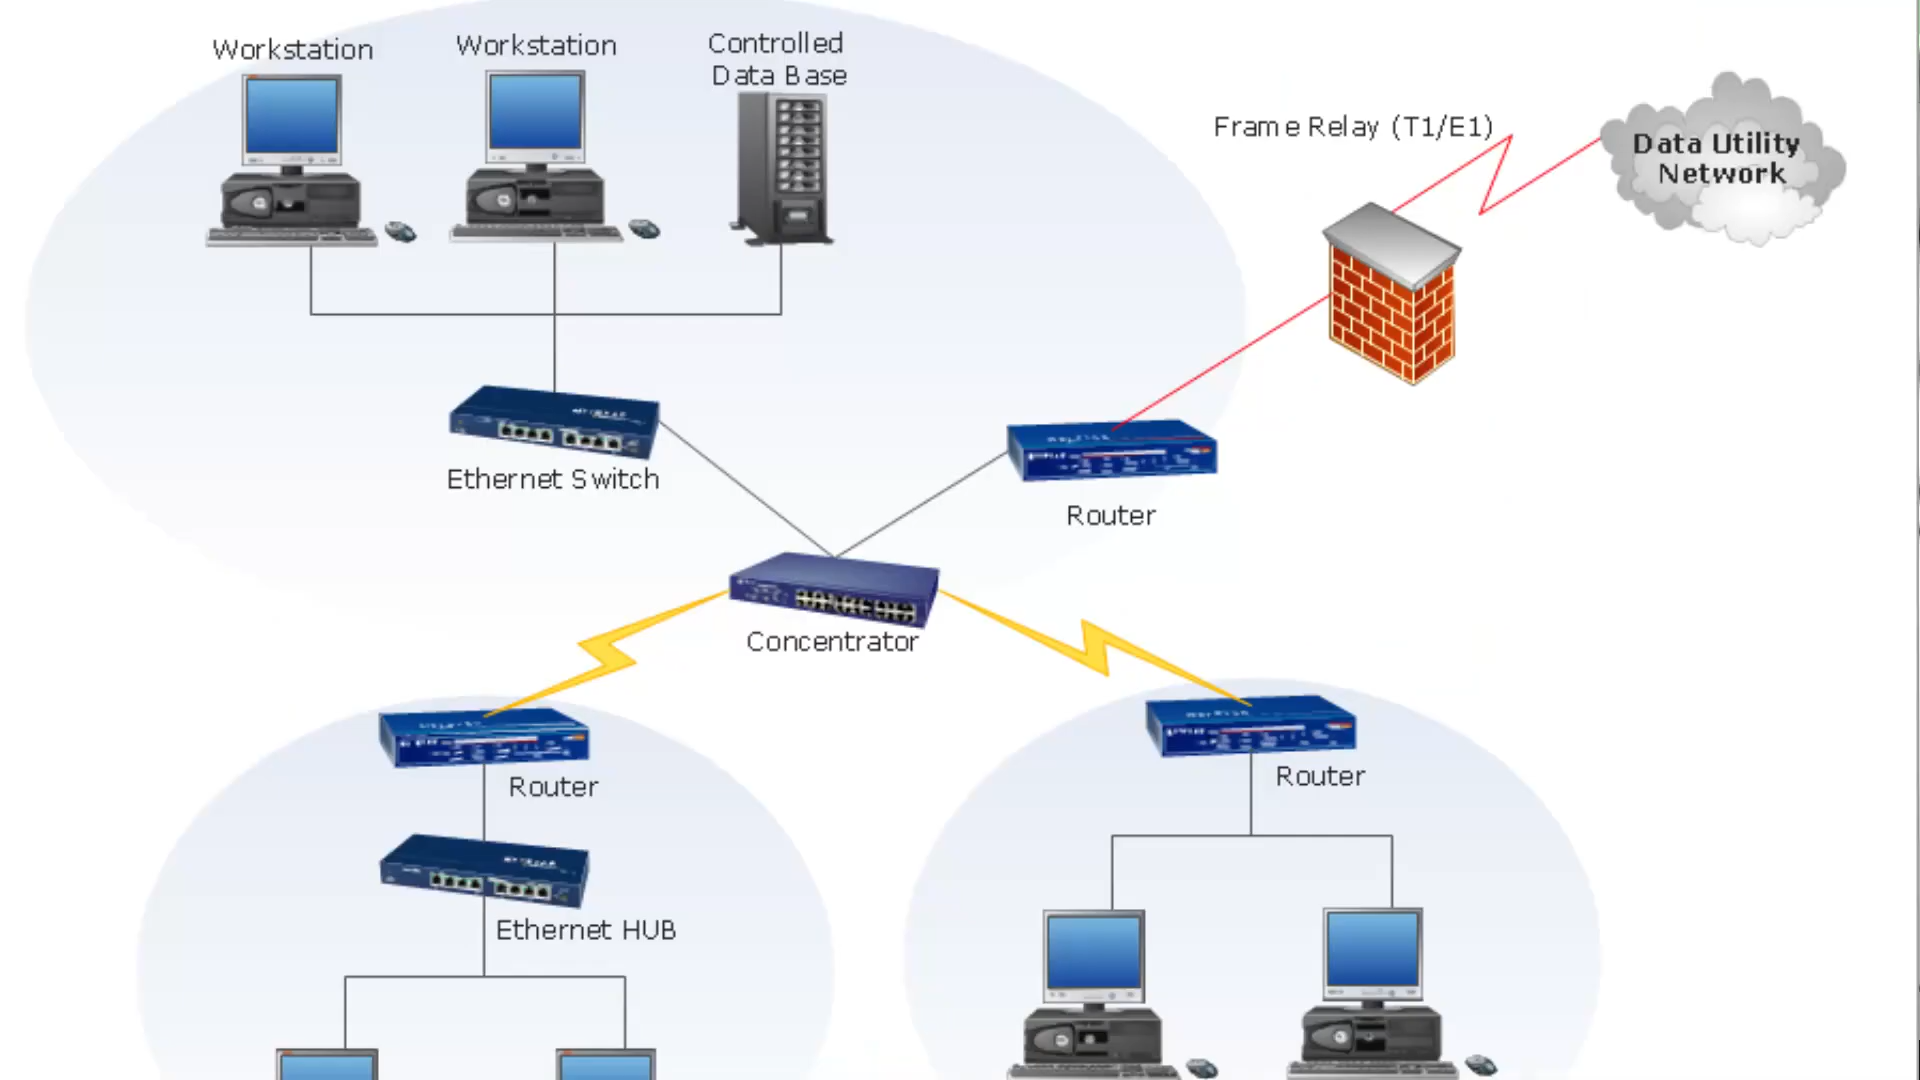 Workstation
Workstation
Controlled
Data Base
Frame Relay (T1/E1)
Data Utility
Network
Ethernet Switch
Router
Concentrator
Router
Router
Ethernet HUB